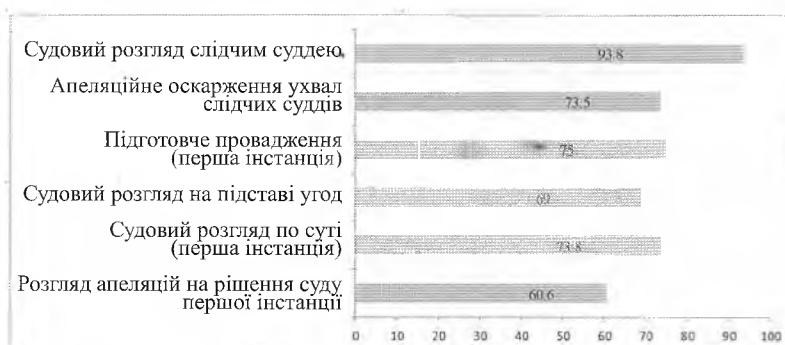 Судовий розгляд слідчим суддею
93.8
Апеляційне оскарження ухвал
слідчих суддів
73.5
Підготовче провадження
(перша інстанція)
75
Судовий розгляд на підставі угод
69
Судовий розгляд по суті
(перша інстанція)
73.8
Розгляд апеляцій на рішення суду
першої інстанції
60.6
0 10 20 30 40 50 60 70 80 90 100